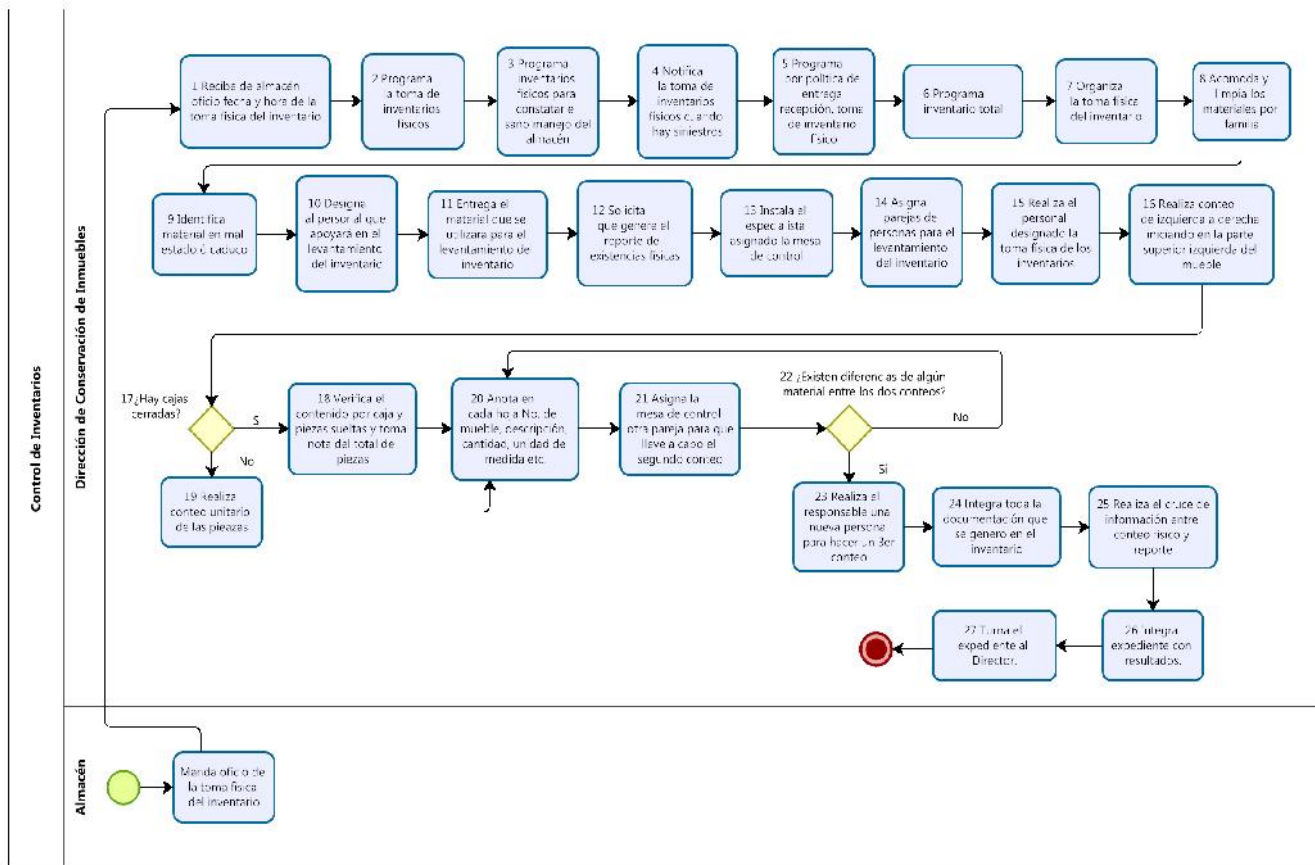 Control de Inventarios
Dirección de Conservación de Inmuebles
1 Recibe de almacén
oficio fecha y hora de la
toma física del inventario
2 Programa
a toma de
inventarios
físicos
3 Programa
inventarios
físicos para
constatar e
sano manejo del
almacén
4 Notifica
la toma de
inventarios
físicos cuando
hay siniestros
5 Programa
por política de
entrega
recepción, toma
de inventario
físico
6 Programa
inventario total
7 Organiza
la toma física
del inventario
8 Acomoda y
limpia los
materiales por
familia
9 Identifica
material en mal
estado ó caduco
10 Designa
al personal que
apoyará en el
levantamiento
del inventario
11 Entrega el
material que se
utilizara para el
levantamiento de
inventario
12 Solicita
que genere el
reporte de
existencias físicas
13 Instala el
especialista
asignado la mesa
de control
14 Asigna
parejas de
personas para el
levantamiento
del inventario
15 Realiza el
personal
designado la
toma física de los
inventarios
16 Realiza conteo
de izquierda a derecha
iniciando en la parte
superior izquierda del
mueble
17 ¿Hay cajas
cerradas?
S
No
18 Verifica el
contenido por caja y
piezas sueltas y toma
nota del total de
piezas
19 Realiza
conteo unitario
de las piezas
20 Anota en
cada hoja No. de
mueble, descripción,
cantidad, unidad de
medida etc.
21 Asigna la
mesa de control
otra pareja para que
lleve a cabo el
segundo conteo
22 ¿Existen diferencias de algún
material entre los dos conteos?
No
Sí
23 Realiza el
responsable una
nueva persona
para hacer un 3er
conteo
24 Integra toda la
documentación que
se genero en el
inventario
25 Realiza el cruce de
información entre
conteo físico y
reporte
26 Integra
expediente con
resultados.
27 Turna el
expediente al
Director.
Almacén
Manda oficio de
la toma física
del inventario